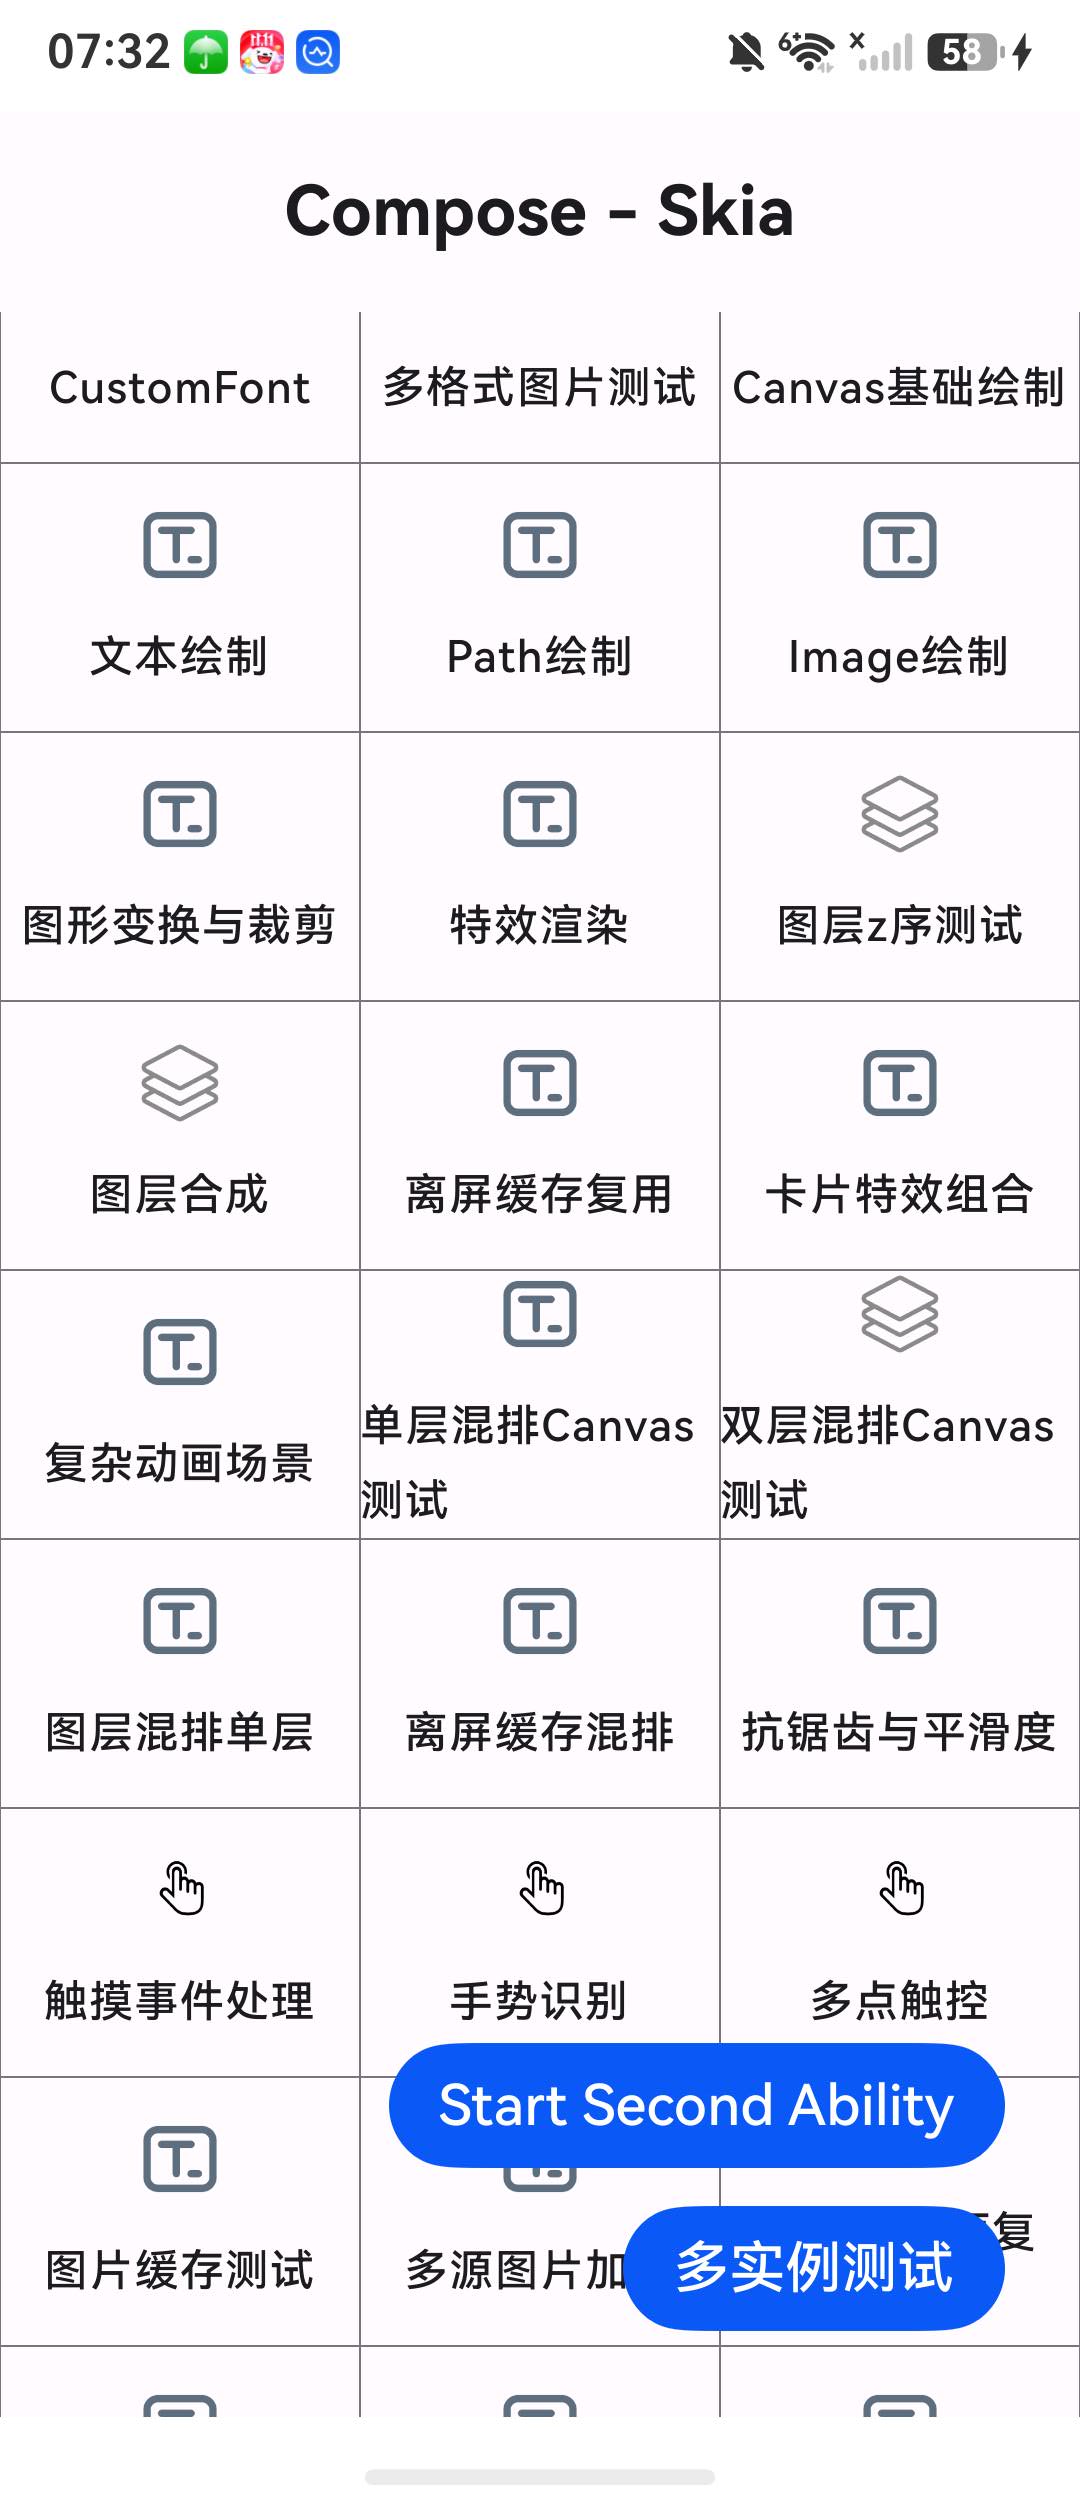 07:32
58
Compose - Skia
CustomFont
多格式图片测试
Canvas基础绘制
文本绘制
Path绘制
Image绘制
图形变换与裁剪
特效渲染
图层z序测试
图层合成
离屏缓存复用
卡片特效组合
复杂动画场景
单层混排Canvas
测试
双层混排Canvas
测试
图层混排单层
离屏缓存混排
抗锯齿与平滑度
触摸事件处理
手势识别
多点触控
Start Second Ability
图片缓存测试
多源图片加
复
多实例测试